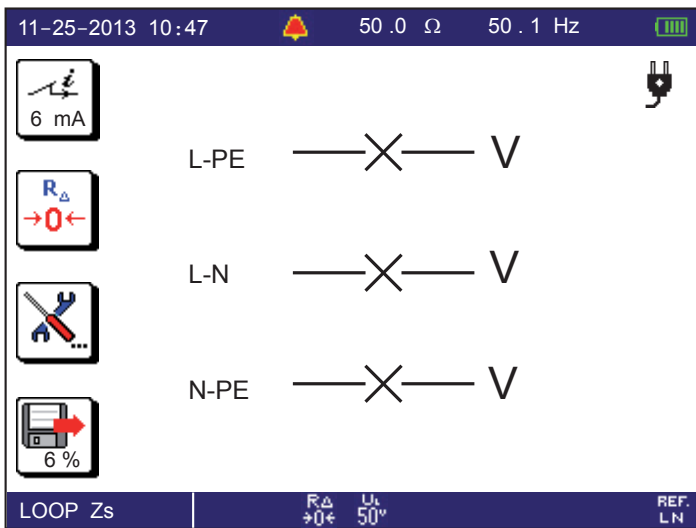 11-25-2013 10:47 50.0 Ω 50.1 Hz
i
6 mA
L-PE V
RΔ
→0←
L-N V
...
N-PE V
6 %
LOOP Zs RΔ →0← UL 50V REF. LN